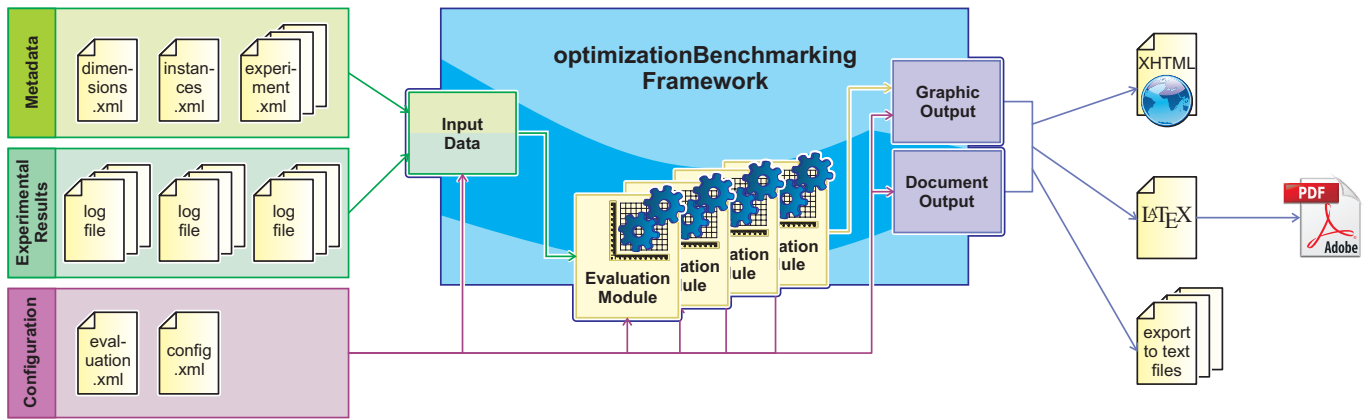 Metadata
dimen-
sions
.xml
instan-
ces
.xml
experi-
ment
.xml
Experimental
Results
log
file
log
file
log
file
Configuration
eval-
uation
.xml
config
.xml
optimizationBenchmarking
Framework
Input
Data
Evaluation
Module
ation
ule
ation
ule
ation
ule
Graphic
Output
Document
Output
XHTML
LATEX
PDF
Adobe
export
to text
files